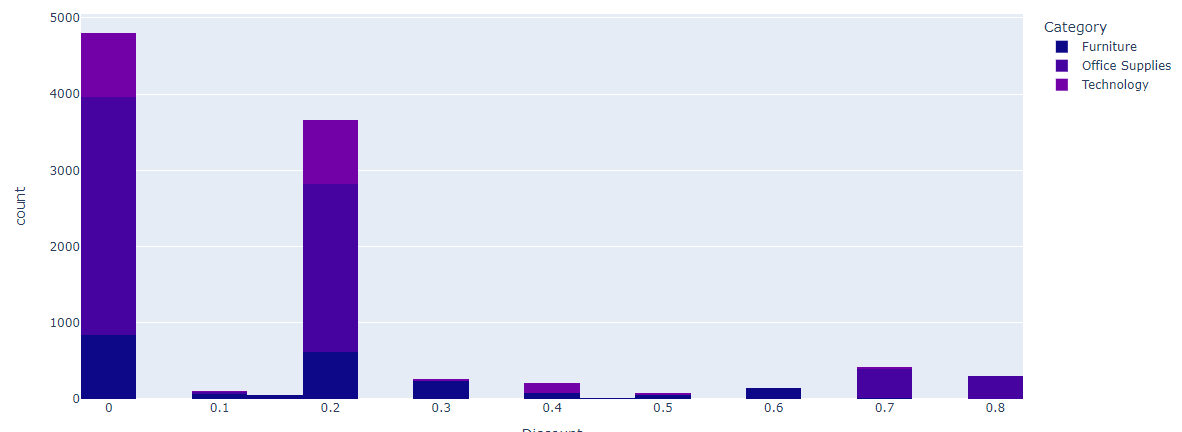 5000
4000
3000
2000
1000
0
count
0 0.1 0.2 0.3 0.4 0.5 0.6 0.7 0.8
Discount
Category
Furniture
Office Supplies
Technology